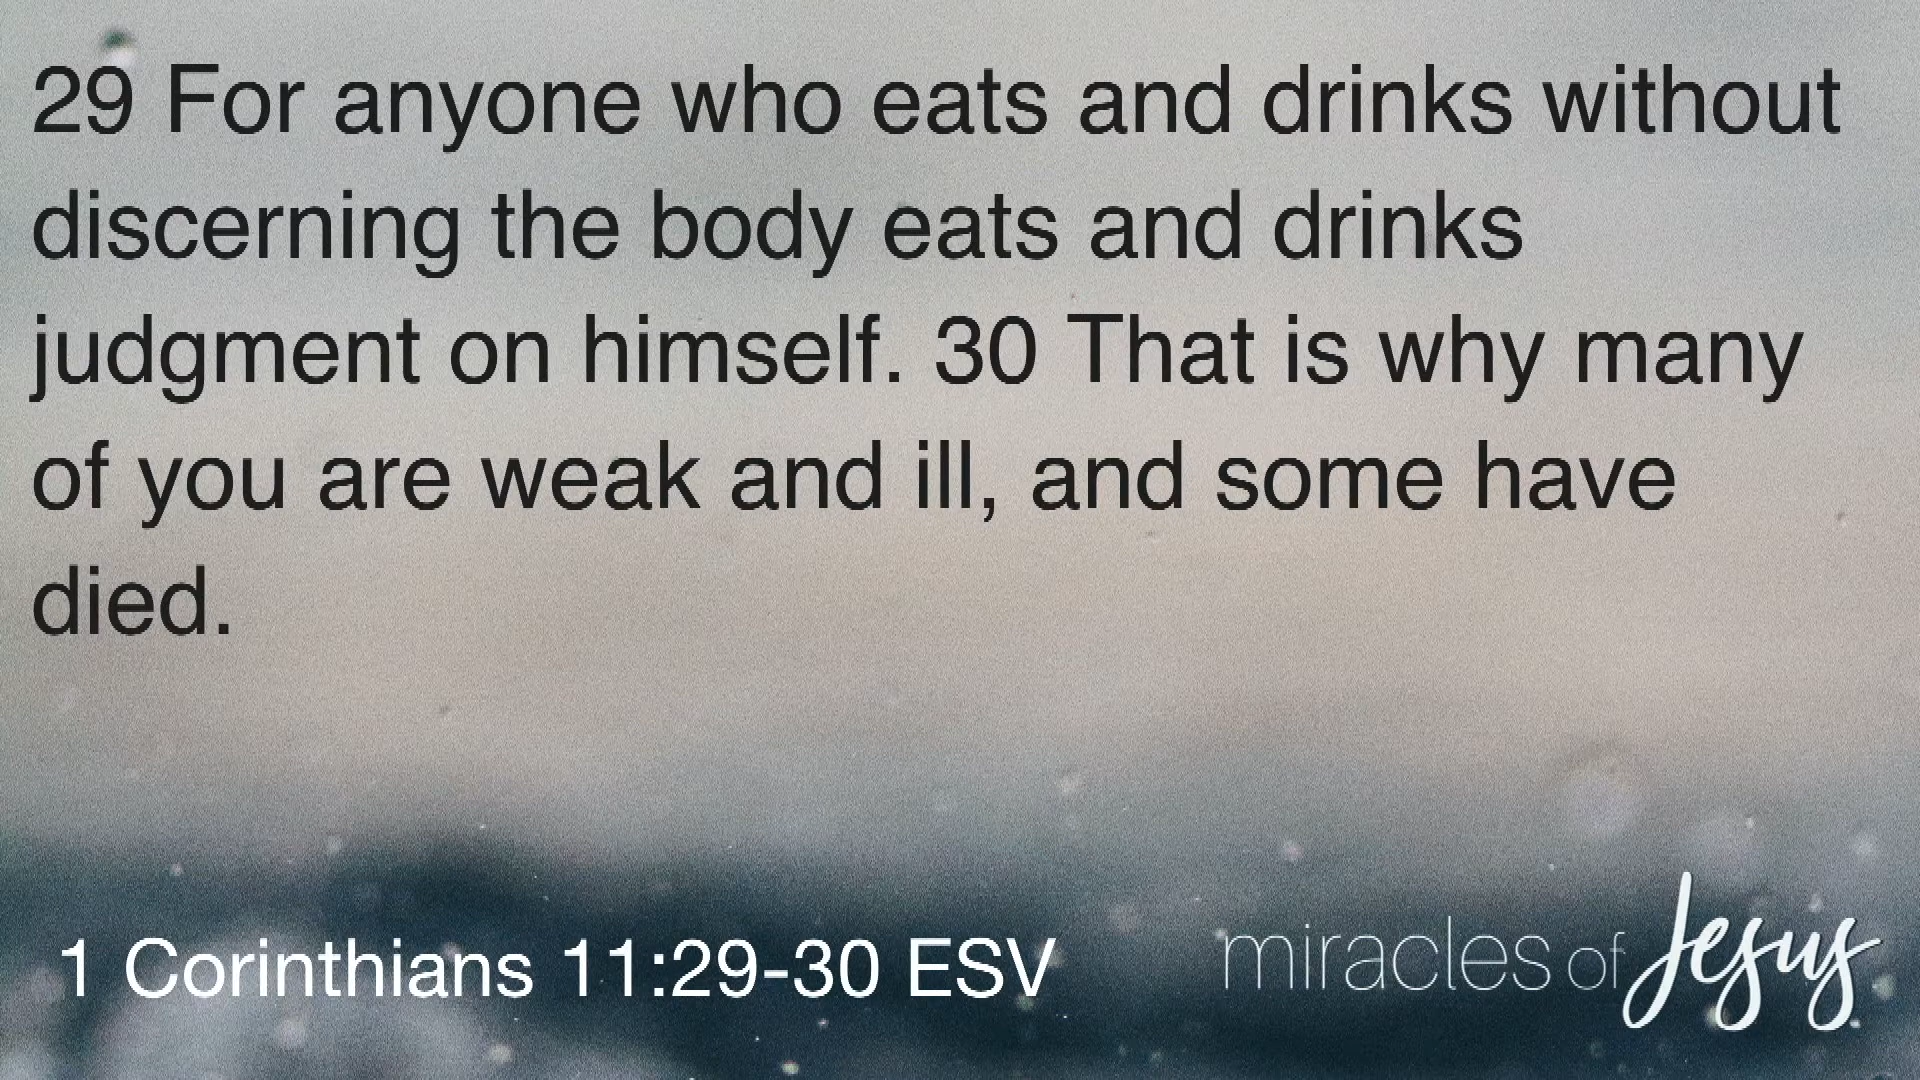 29 For anyone who eats and drinks without
discerning the body eats and drinks
judgment on himself. 30 That is why many
of you are weak and ill, and some have
died.
1 Corinthians 11:29-30 ESV
miracles of Jesus